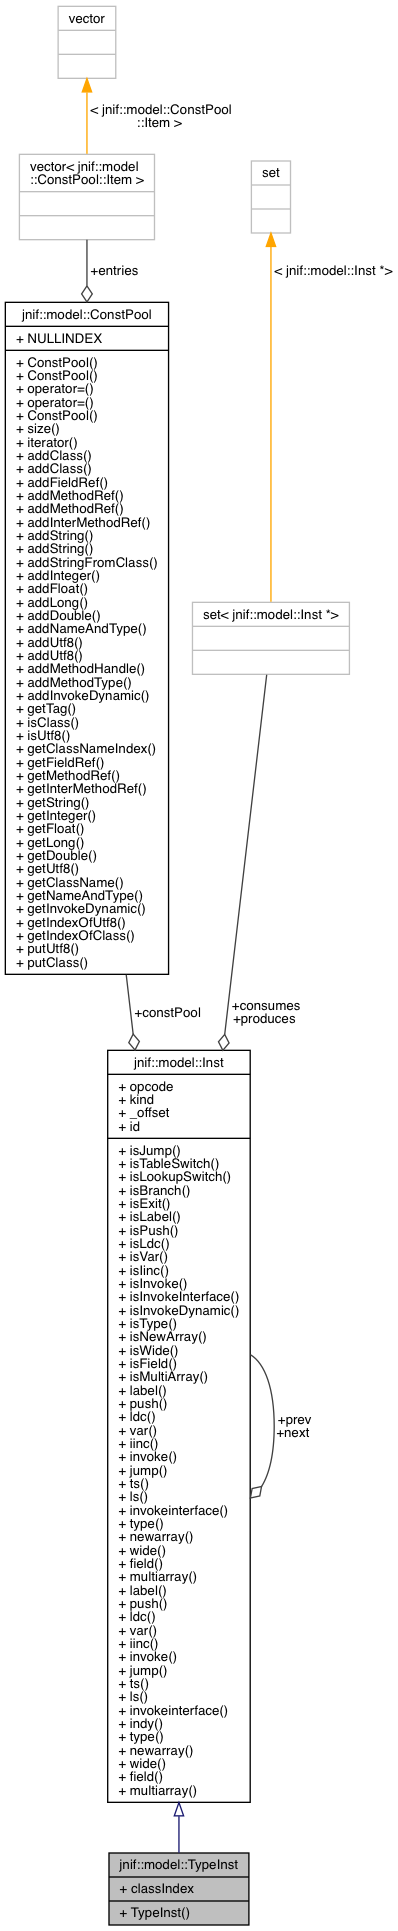 vector
< jnif::model::ConstPool
::Item >
vector< jnif::model
::ConstPool::Item >
set
+entries
< jnif::model::Inst *>
jnif::model::ConstPool
+ NULLINDEX
+ ConstPool()
+ ConstPool()
+ operator=()
+ operator=()
+ ConstPool()
+ size()
+ iterator()
+ addClass()
+ addClass()
+ addFieldRef()
+ addMethodRef()
+ addMethodRef()
+ addInterMethodRef()
+ addString()
+ addString()
+ addStringFromClass()
+ addInteger()
+ addFloat()
+ addLong()
+ addDouble()
+ addNameAndType()
+ addUtf8()
+ addUtf8()
+ addMethodHandle()
+ addMethodType()
+ addInvokeDynamic()
+ getTag()
+ isClass()
+ isUtf8()
+ getClassNameIndex()
+ getFieldRef()
+ getMethodRef()
+ getInterMethodRef()
+ getString()
+ getInteger()
+ getFloat()
+ getLong()
+ getDouble()
+ getUtf8()
+ getClassName()
+ getNameAndType()
+ getInvokeDynamic()
+ getIndexOfUtf8()
+ getIndexOfClass()
+ putUtf8()
+ putClass()
set< jnif::model::Inst *>
+constPool
+consumes
+produces
jnif::model::Inst
+ opcode
+ kind
+ _offset
+ id
+ isJump()
+ isTableSwitch()
+ isLookupSwitch()
+ isBranch()
+ isExit()
+ isLabel()
+ isPush()
+ isLdc()
+ isVar()
+ isIinc()
+ isInvoke()
+ isInvokeInterface()
+ isInvokeDynamic()
+ isType()
+ isNewArray()
+ isWide()
+ isField()
+ isMultiArray()
+ label()
+ push()
+ ldc()
+ var()
+ iinc()
+ invoke()
+ jump()
+ ts()
+ ls()
+ invokeinterface()
+ type()
+ newarray()
+ wide()
+ field()
+ multiarray()
+ label()
+ push()
+ ldc()
+ var()
+ iinc()
+ invoke()
+ jump()
+ ts()
+ ls()
+ invokeinterface()
+ indy()
+ type()
+ newarray()
+ wide()
+ field()
+ multiarray()
+prev
+next
jnif::model::TypeInst
+ classIndex
+ TypeInst()